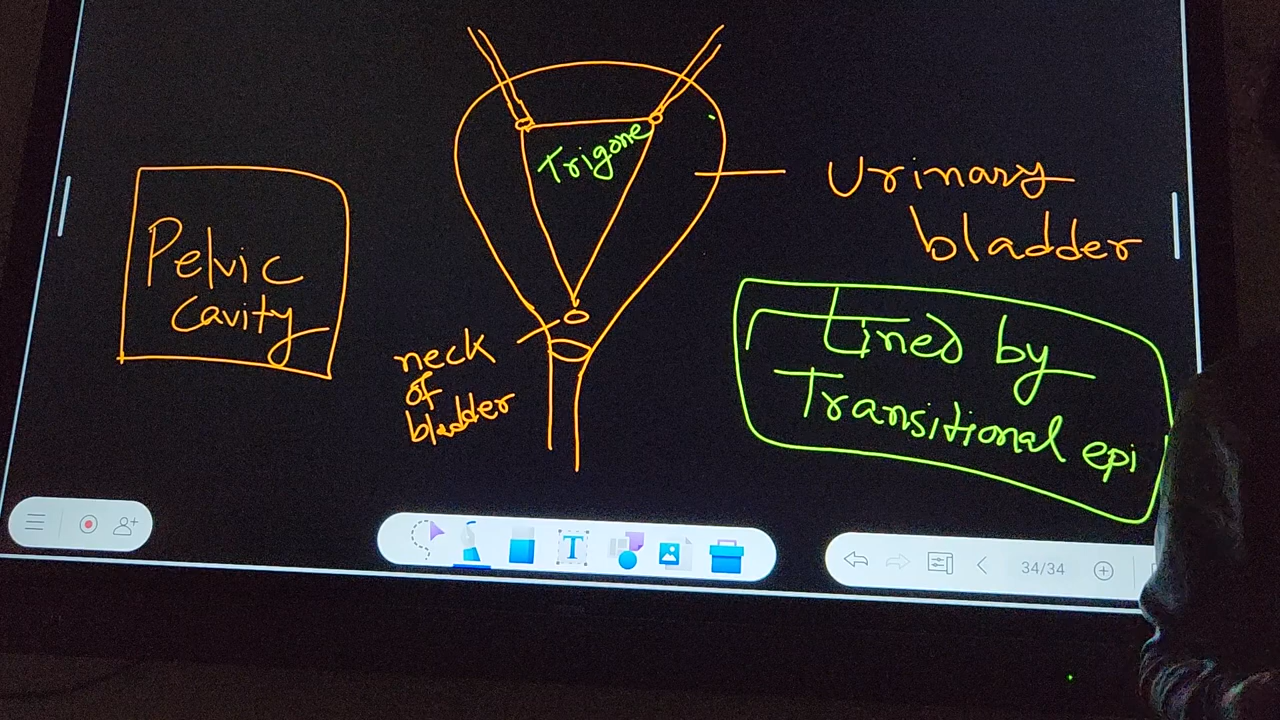 Trigone
Urinary
bladder
Pelvic
cavity
neck
of
bladder
Lined by
Transitional epi
T
34/34